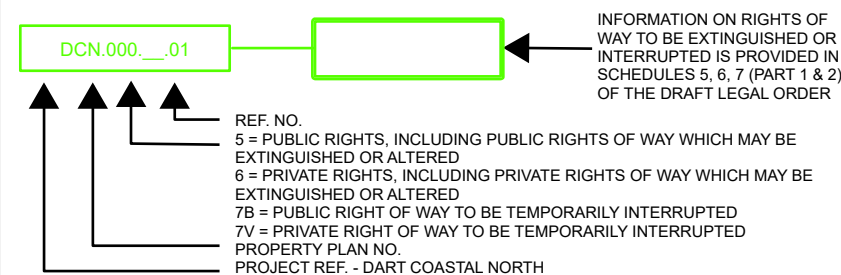 DCN.000.__.01
INFORMATION ON RIGHTS OF
WAY TO BE EXTINGUISHED OR
INTERRUPTED IS PROVIDED IN
SCHEDULES 5, 6, 7 (PART 1 & 2)
OF THE DRAFT LEGAL ORDER
REF. NO.
5 = PUBLIC RIGHTS, INCLUDING PUBLIC RIGHTS OF WAY WHICH MAY BE
EXTINGUISHED OR ALTERED
6 = PRIVATE RIGHTS, INCLUDING PRIVATE RIGHTS OF WAY WHICH MAY BE
EXTINGUISHED OR ALTERED
7B = PUBLIC RIGHT OF WAY TO BE TEMPORARILY INTERRUPTED
7V = PRIVATE RIGHT OF WAY TO BE TEMPORARILY INTERRUPTED
PROPERTY PLAN NO.
PROJECT REF. - DART COASTAL NORTH